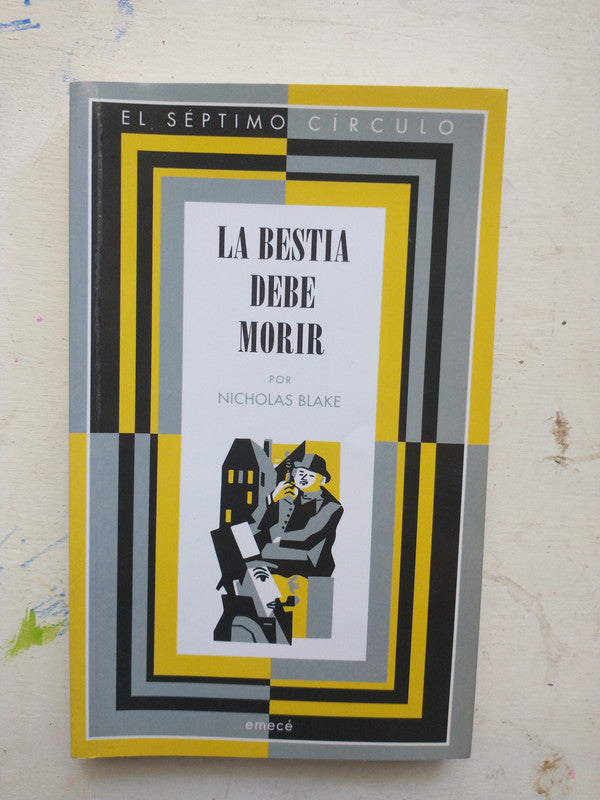 EL SÉPTIMO CÍRCULO
LA BESTIA
DEBE
MORIR
POR
NICHOLAS BLAKE
emecé